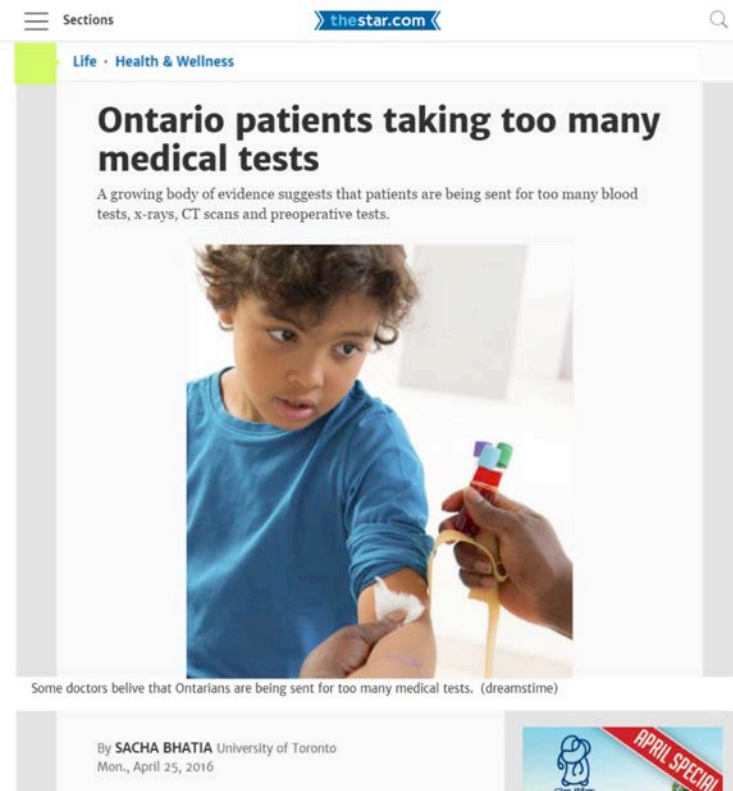 Sections
thestar.com
Life • Health & Wellness
Ontario patients taking too many
medical tests
A growing body of evidence suggests that patients are being sent for too many blood
tests, x-rays, CT scans and preoperative tests.
Some doctors belive that Ontarians are being sent for too many medical tests. (dreamstime)
By SACHA BHATIA University of Toronto
Mon., April 25, 2016
APRIL SPECIAL